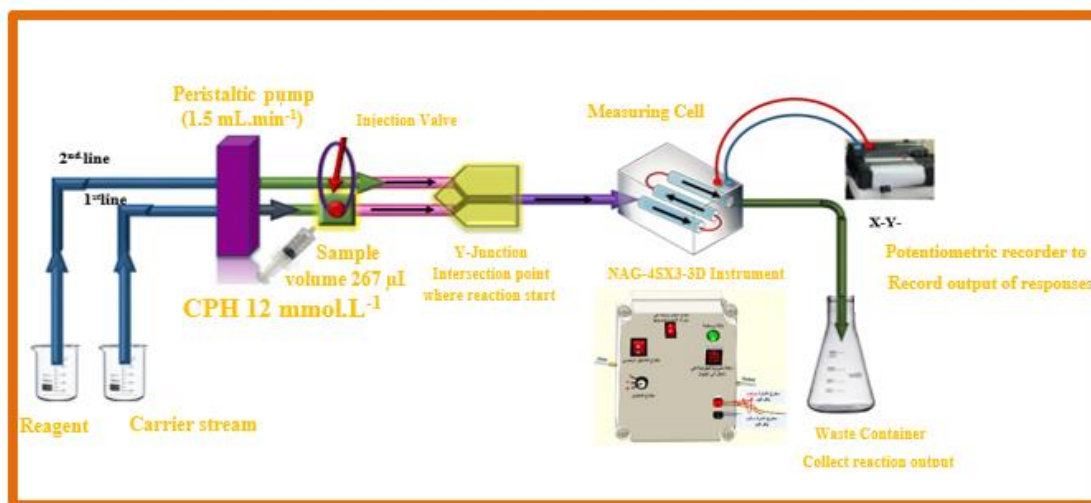 Peristaltic pump
(1.5 mL.min-1)
Injection Valve
Measuring Cell
2nd line
1st line
X-Y-
Sample
volume 267 µl
CPH 12 mmol.L-1
Y-Junction
Intersection point
where reaction start
NAG-4SX3-3D Instrument
Potentiometric recorder to
Record output of responses
Reagent
Carrier stream
Waste Container
Collect reaction output